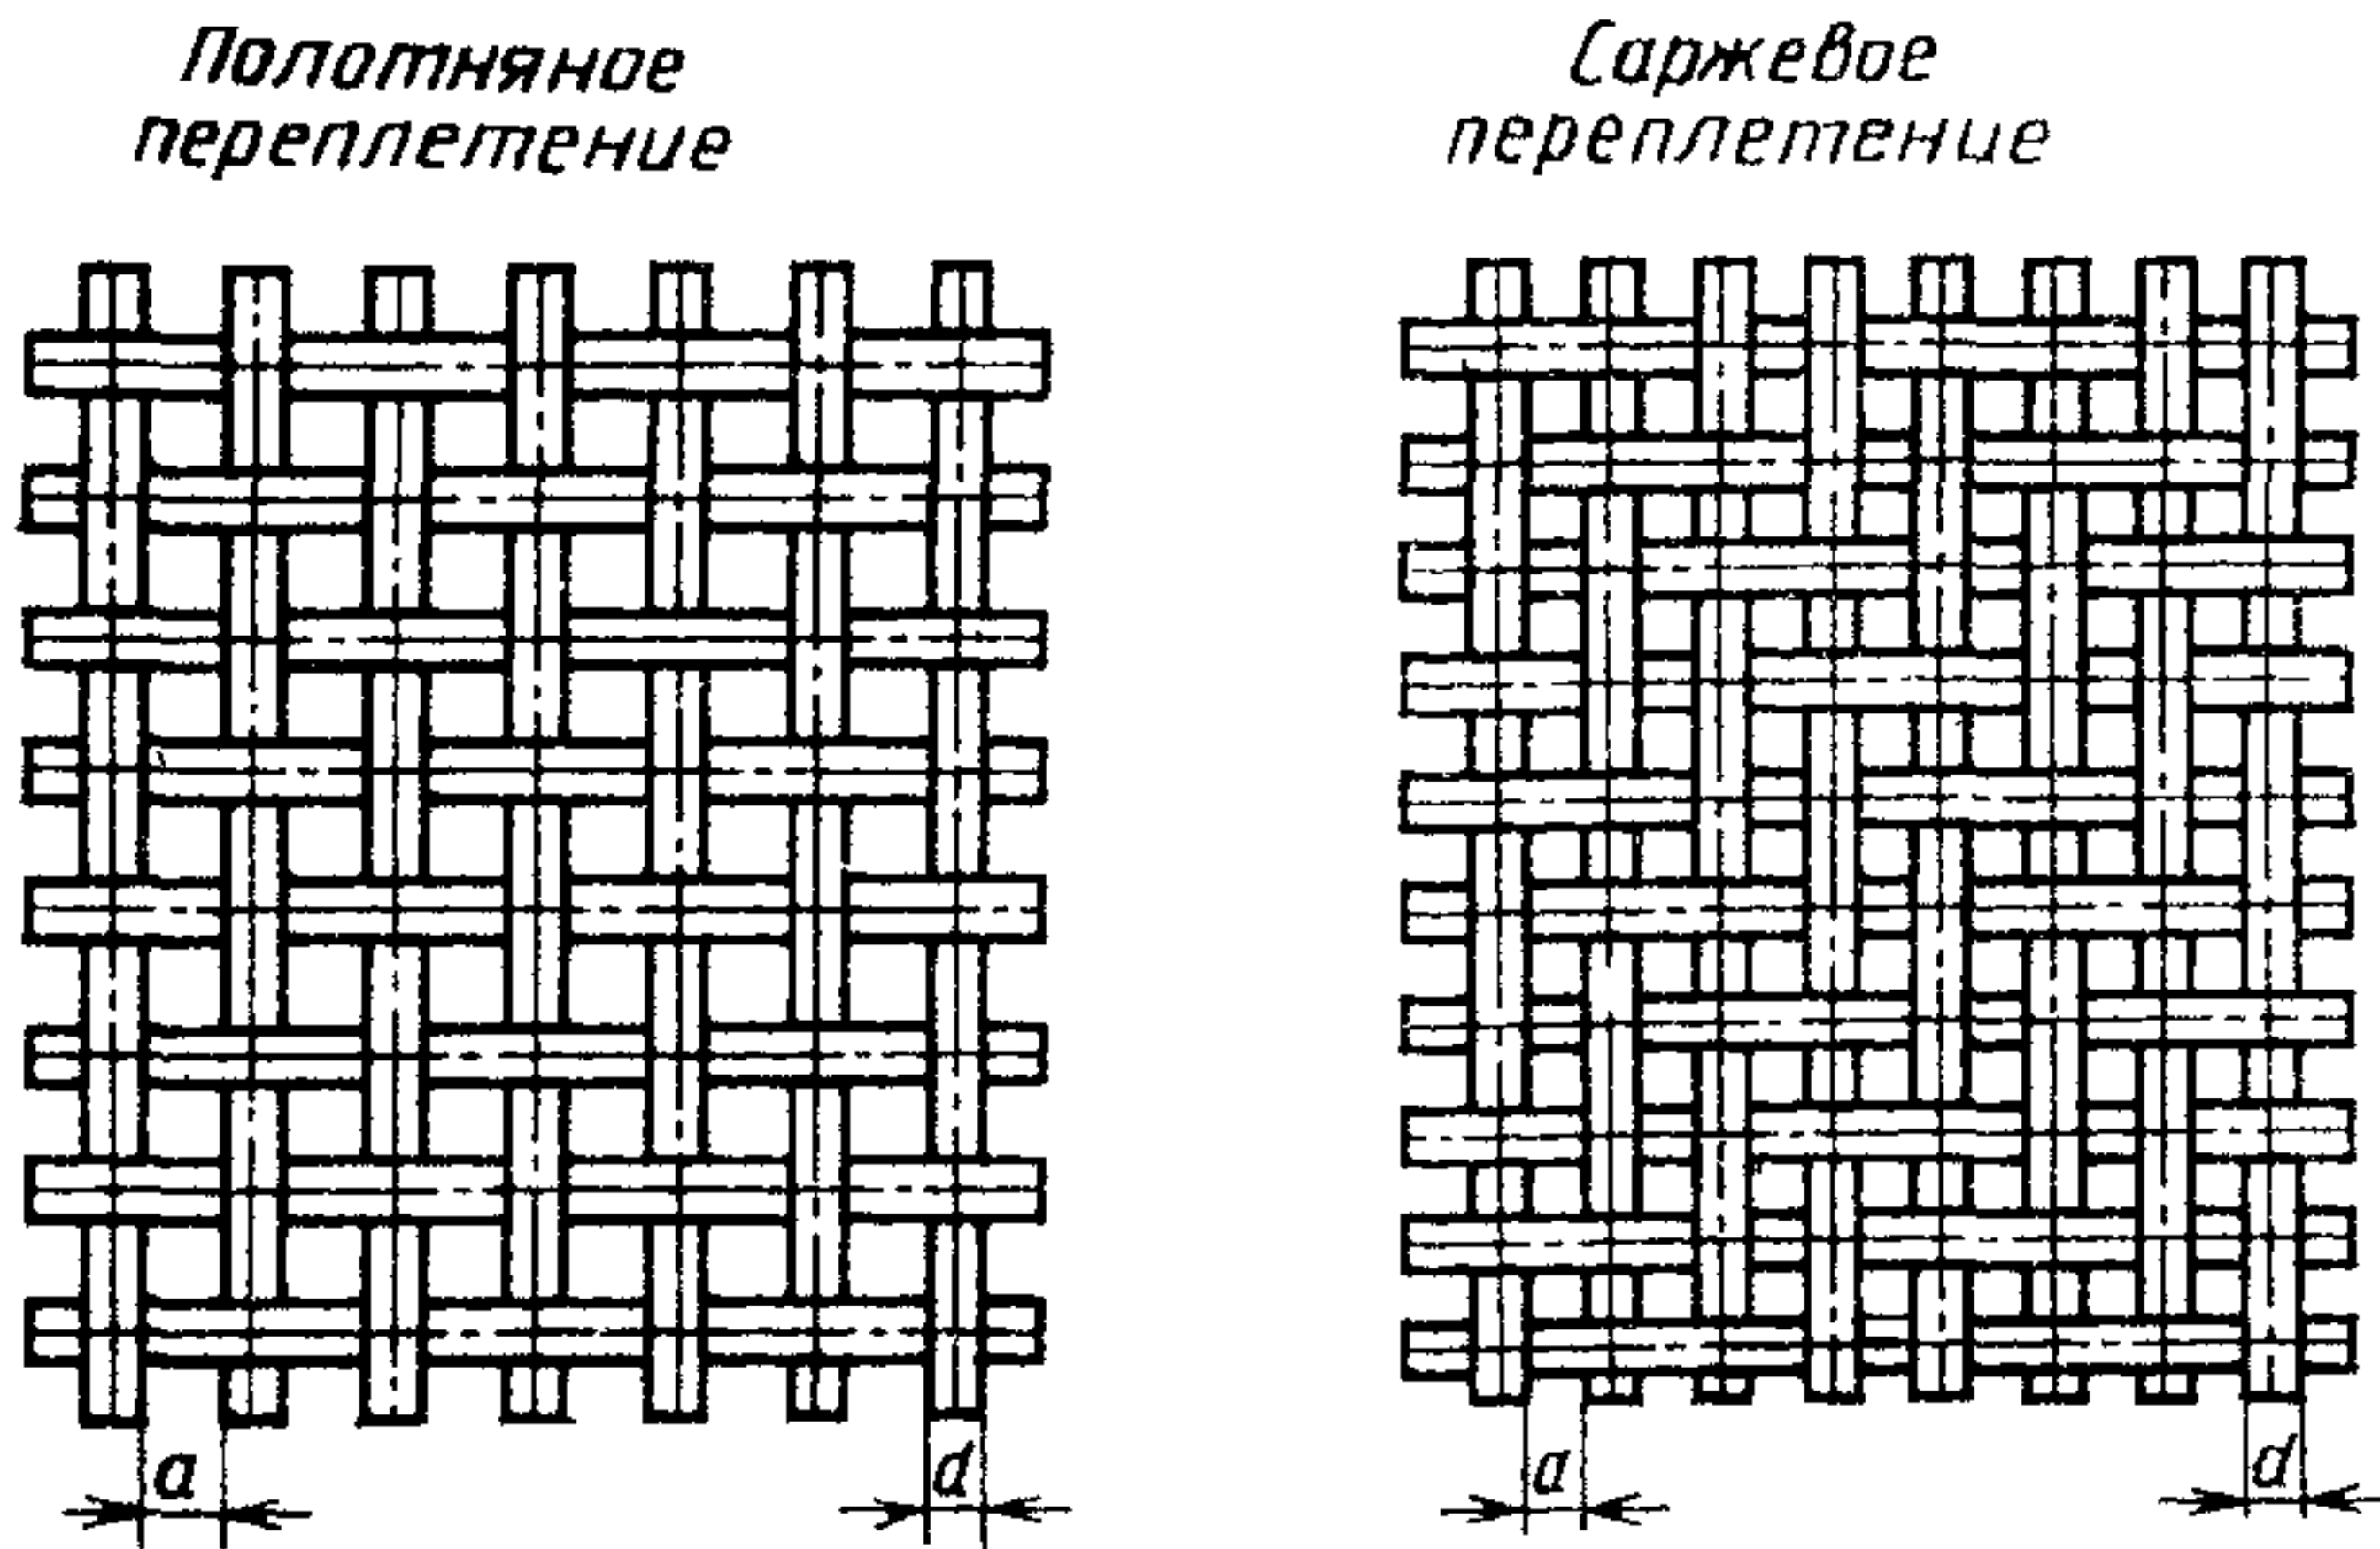 Полотняное
переплетение
Саржевое
переплетение
a
d
a
d